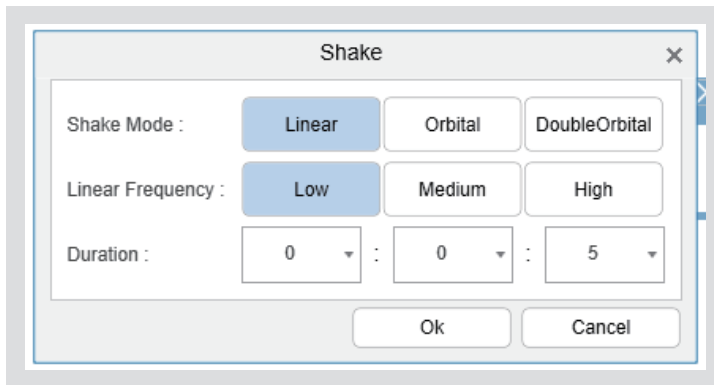 Shake ×
Shake Mode : Linear Orbital DoubleOrbital
Linear Frequency : Low Medium High
Duration : 0 : 0 : 5
Ok Cancel